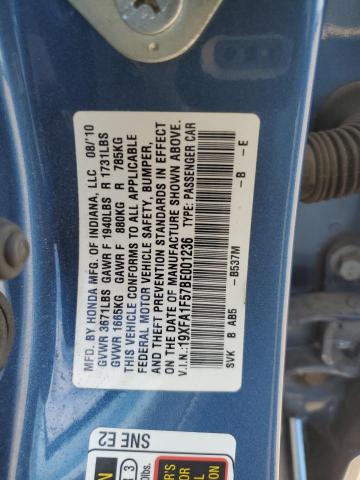 MFD. BY HONDA MFG. OF INDIANA, LLC 08/'10
GVWR 3671LBS GAWR F 1940LBS R 1731LBS
GVWR 1665KG GAWR F 880KG R 785KG
THIS VEHICLE CONFORMS TO ALL APPLICABLE
FEDERAL MOTOR VEHICLE SAFETY, BUMPER,
AND THEFT PREVENTION STANDARDS IN EFFECT
ON THE DATE OF MANUFACTURE SHOWN ABOVE.
V.I.N.:19XFA1F57BE001236 TYPE: PASSENGER CAR
SVK B AB5 -B537M -B -E
SNE E2
3
lbs.